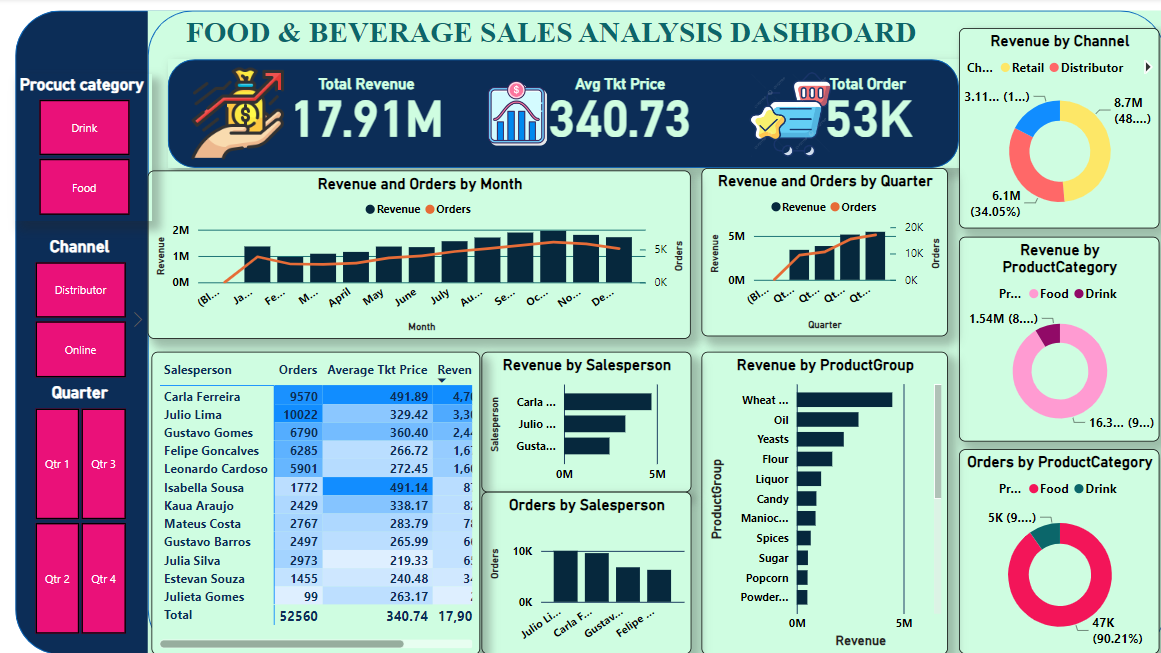 FOOD & BEVERAGE SALES ANALYSIS DASHBOARD
Procuct category
Drink
Food
Channel
Distributor
Online
Quarter
Qtr 1
Qtr 3
Qtr 2
Qtr 4
Total Revenue
17.91M
Avg Tkt Price
340.73
Total Order
53K
Revenue and Orders by Month
Revenue Orders
Revenue
2M
1M
0M
5K
0K
Orders
(Bl... Ja... Fe... M... April May June July Au... Se... Oc... No... De...
Month
Revenue and Orders by Quarter
Revenue Orders
Revenue
5M
0M
20K
10K
0K
Orders
(Bl... Qt... Qt... Qt... Qt...
Quarter
Revenue by Channel
Ch... Retail Distributor
3.11... (1...)
8.7M
(48....)
6.1M
(34.05%)
Revenue by
ProductCategory
Pr... Food Drink
1.54M (8....)
16.3... (9...)
Orders by ProductCategory
Pr... Food Drink
5K (9....)
47K
(90.21%)
Salesperson Orders Average Tkt Price Reven
Carla Ferreira 9570 491.89 4,7
Julio Lima 10022 329.42 3,3
Gustavo Gomes 6790 360.40 2,4
Felipe Goncalves 6285 266.72 1,6
Leonardo Cardoso 5901 272.45 1,6
Isabella Sousa 1772 491.14 8
Kaua Araujo 2429 338.17 8
Mateus Costa 2767 283.79 7
Gustavo Barros 2497 265.99 6
Julia Silva 2973 219.33 6
Estevan Souza 1455 240.48 3
Julieta Gomes 99 263.17
Total 52560 340.74 17,90
Revenue by Salesperson
Salesperson
Carla ...
Julio ...
Gusta...
0M 5M
Orders by Salesperson
Orders
10K
0K
Julio Li... Carla F... Gustav... Felipe ...
Revenue by ProductGroup
ProductGroup
Wheat ...
Oil
Yeasts
Flour
Liquor
Candy
Manioc...
Spices
Sugar
Popcorn
Powder...
0M 5M
Revenue